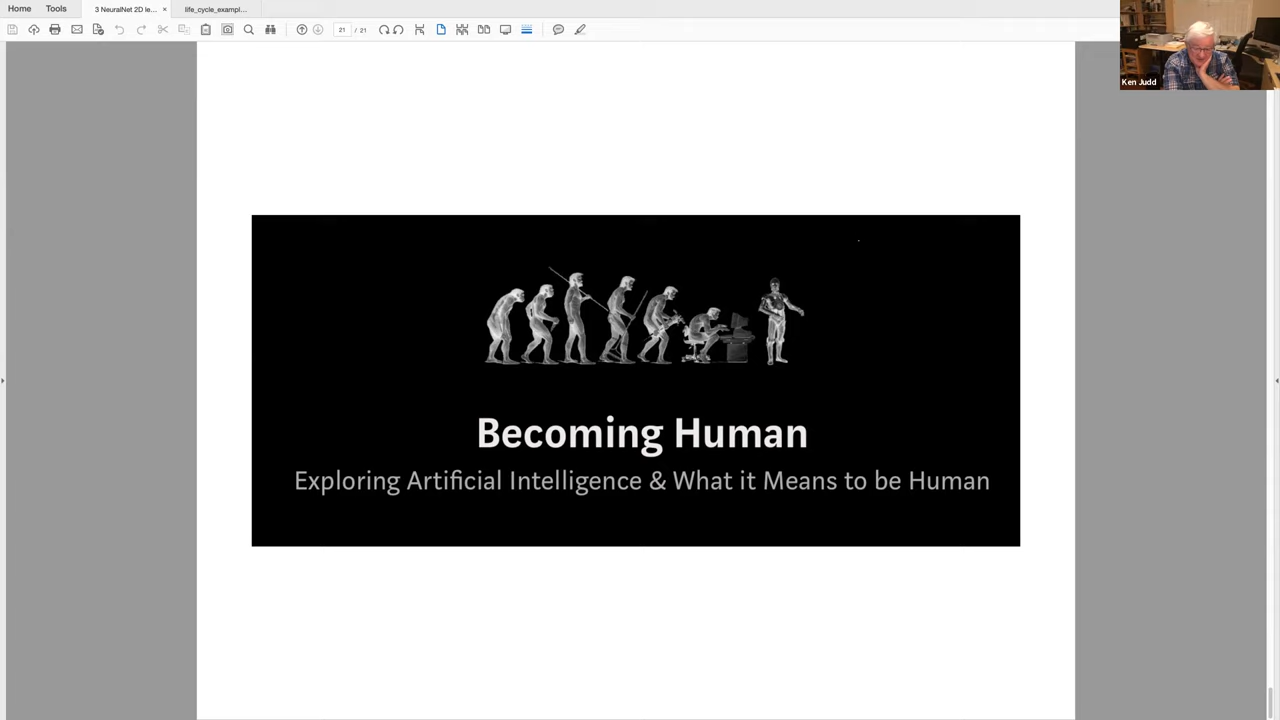 Home
Tools
3 NeuralNet 2D le...
life_cycle_exampl...
21 / 21
Ken Judd
Becoming Human
Exploring Artificial Intelligence & What it Means to be Human